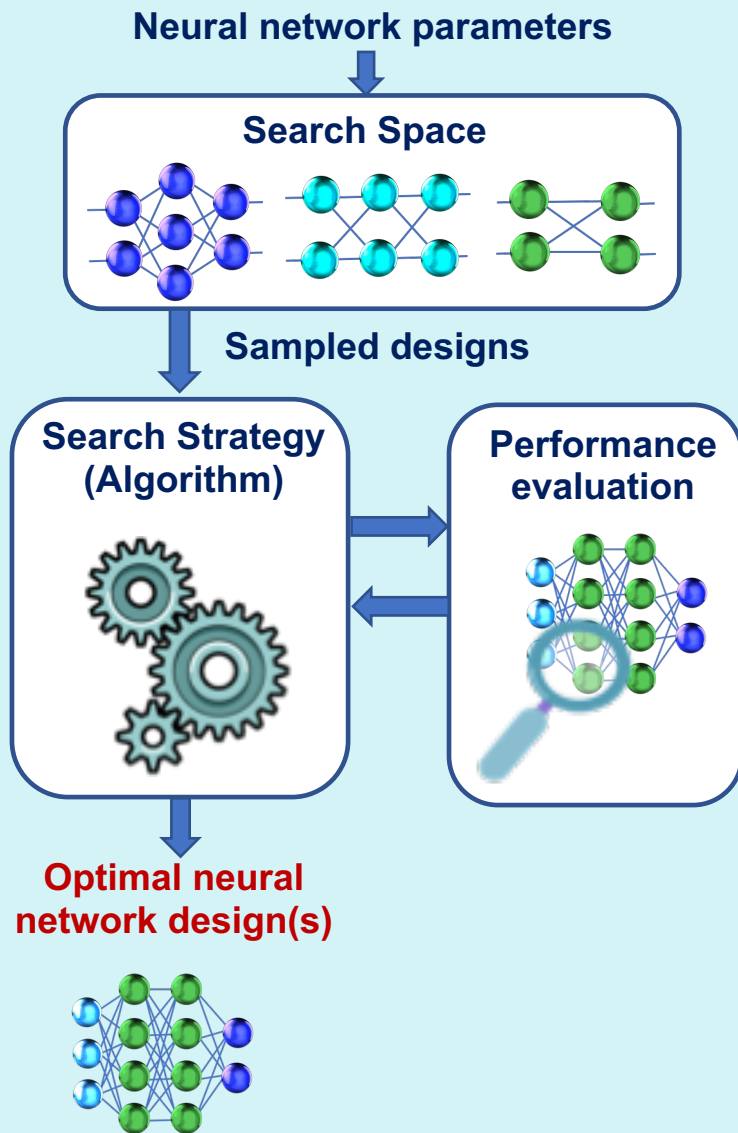 Neural network parameters
Search Space
Sampled designs
Search Strategy
(Algorithm)
Performance
evaluation
Optimal neural
network design(s)